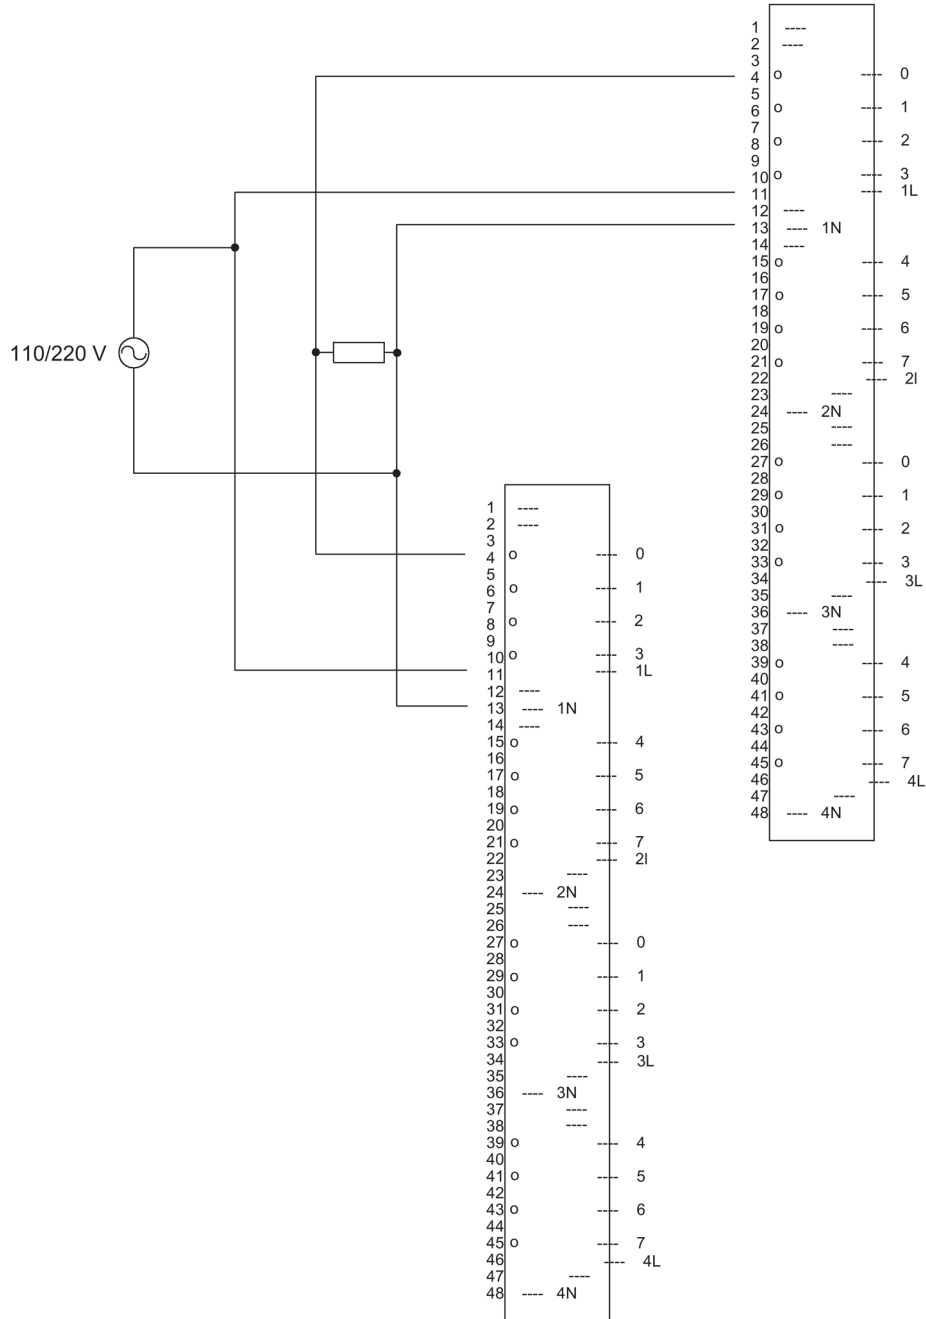 1 ----
2 ----
3
4 o ---- 0
5
6 o ---- 1
7
8 o ---- 2
9
10 o ---- 3
11 ---- 1L
12 ----
13 ---- 1N
14 ----
15 o ---- 4
16
17 o ---- 5
18
19 o ---- 6
20
21 o ---- 7
22 ---- 2I
23 ----
24 ---- 2N
25 ----
26 ----
27 o ---- 0
28
29 o ---- 1
30
31 o ---- 2
32
33 o ---- 3
34 ---- 3L
35 ----
36 ---- 3N
37 ----
38 ----
39 o ---- 4
40
41 o ---- 5
42
43 o ---- 6
44
45 o ---- 7
46 ---- 4L
47 ----
48 ---- 4N
110/220 V
1 ----
2 ----
3
4 o ---- 0
5
6 o ---- 1
7
8 o ---- 2
9
10 o ---- 3
11 ---- 1L
12 ----
13 ---- 1N
14 ----
15 o ---- 4
16
17 o ---- 5
18
19 o ---- 6
20
21 o ---- 7
22 ---- 2I
23 ----
24 ---- 2N
25 ----
26 ----
27 o ---- 0
28
29 o ---- 1
30
31 o ---- 2
32
33 o ---- 3
34 ---- 3L
35 ----
36 ---- 3N
37 ----
38 ----
39 o ---- 4
40
41 o ---- 5
42
43 o ---- 6
44
45 o ---- 7
46 ---- 4L
47 ----
48 ---- 4N